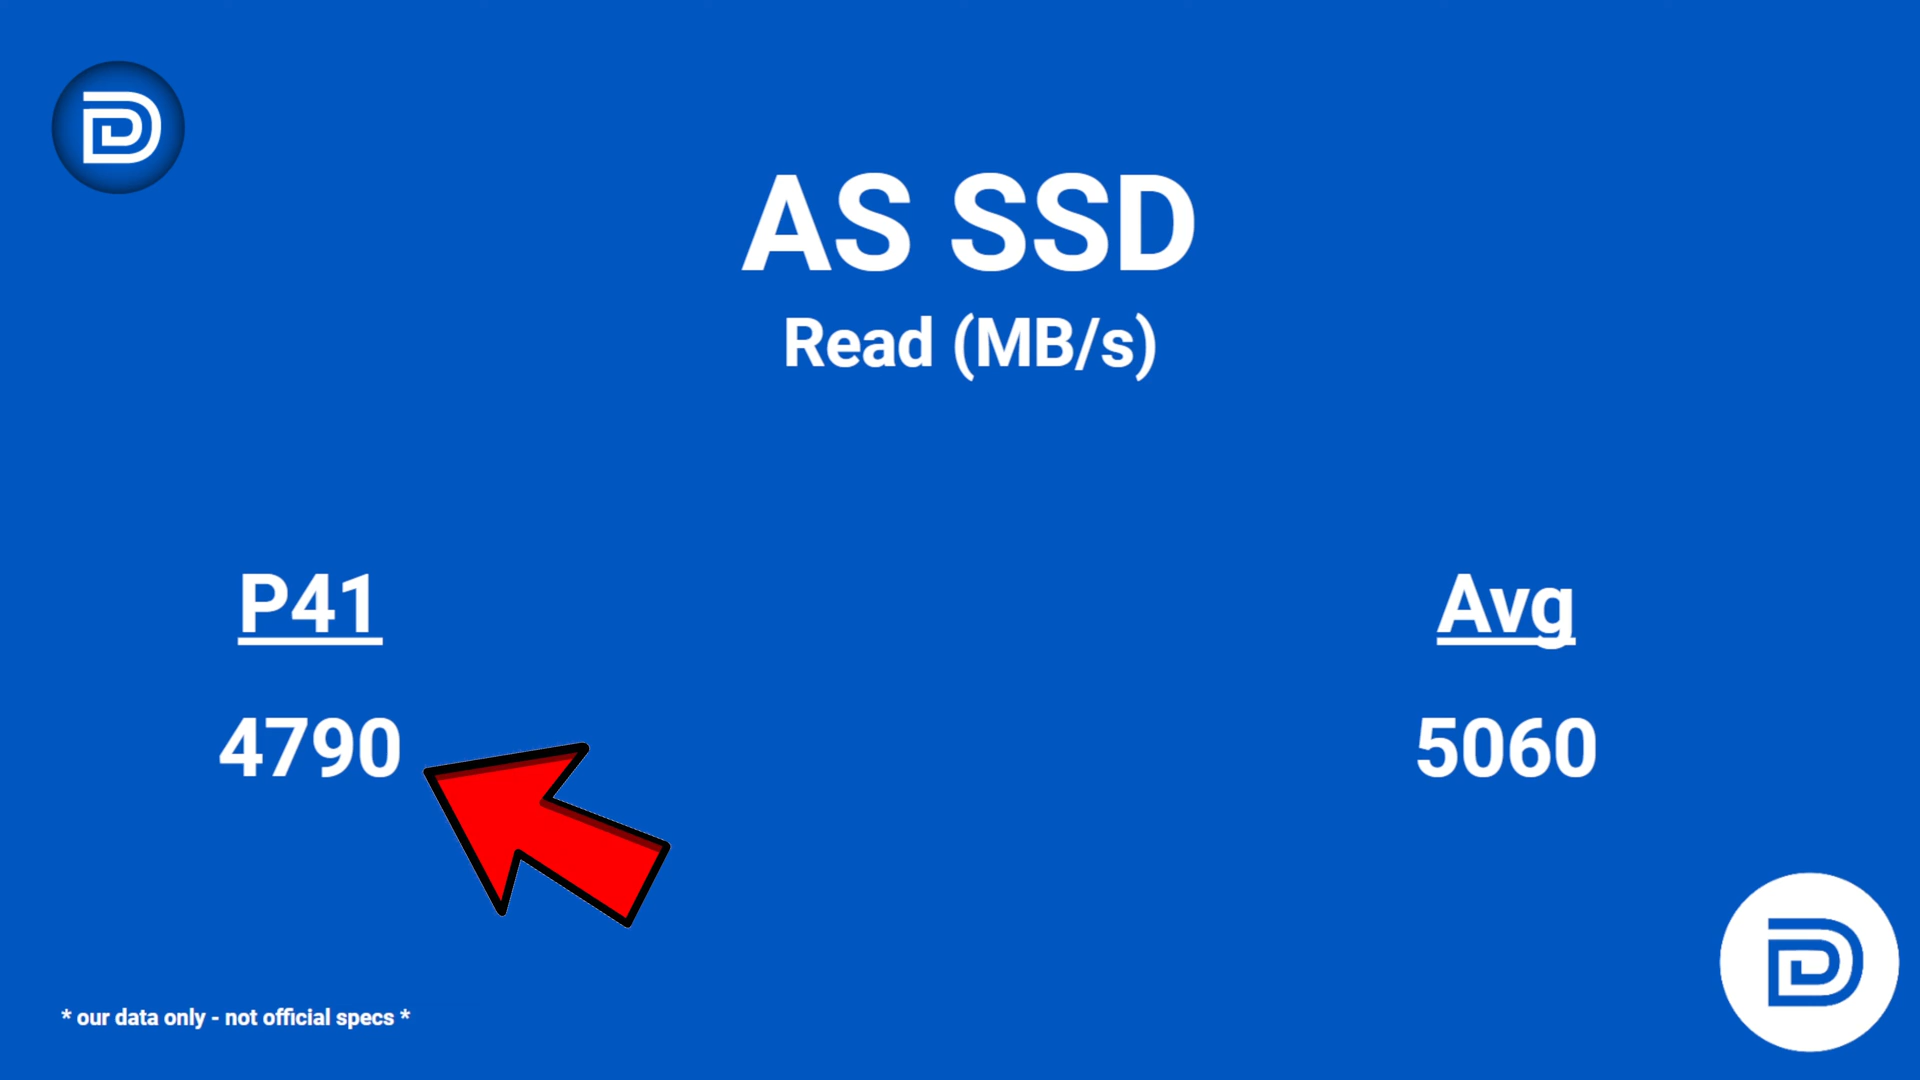 AS SSD
Read (MB/s)
P41
Avg
4790
5060
* our data only - not official specs *